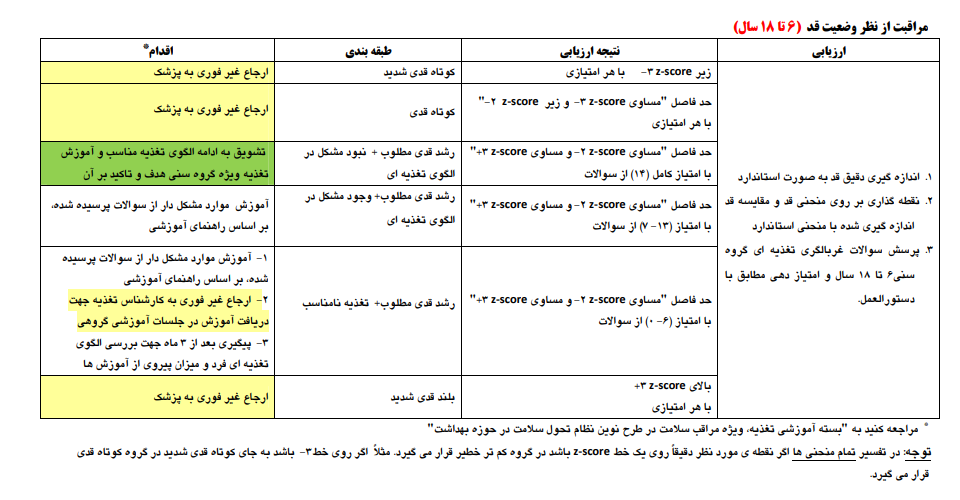 مراقبت از نظر وضعیت قد (۶ تا ۱۸ سال)
ارزیابی
نتیجه ارزیابی
طبقه بندی
اقدام*
۱. اندازه گیری دقیق قد به صورت استاندارد
۲. نقطه گذاری بر روی منحنی قد و مقایسه قد
اندازه گیری شده با منحنی استاندارد
۳. پرسش سوالات غربالگری تغذیه ای گروه
سنی۶ تا ۱۸ سال و امتیاز دهی مطابق با
دستورالعمل.
زیر z-score ۳- با هر امتیازی
کوتاه قدی شدید
ارجاع غیر فوری به پزشک
حد فاصل "مساوی z-score ۳- و زیر z-score ۲-"
با هر امتیازی
کوتاه قدی
ارجاع غیر فوری به پزشک
حد فاصل "مساوی z-score ۲- و مساوی z-score ۳+"
با امتیاز کامل (۱۴) از سوالات
رشد قدی مطلوب + نبود مشکل در
الگوی تغذیه ای
تشویق به ادامه الگوی تغذیه مناسب و آموزش
تغذیه ویژه گروه سنی هدف و تاکید بر آن
حد فاصل "مساوی z-score ۲- و مساوی z-score ۳+"
با امتیاز (۱۳- ۷) از سوالات
رشد قدی مطلوب+ وجود مشکل در
الگوی تغذیه ای
آموزش موارد مشکل دار از سوالات پرسیده شده،
بر اساس راهنمای آموزشی
حد فاصل "مساوی z-score ۲- و مساوی z-score ۳+"
با امتیاز (۶- ۰) از سوالات
رشد قدی مطلوب+ تغذیه نامناسب
۱- آموزش موارد مشکل دار از سوالات پرسیده
شده، بر اساس راهنمای آموزشی
۲- ارجاع غیر فوری به کارشناس تغذیه جهت
دریافت آموزش در جلسات آموزشی گروهی
۳- پیگیری بعد از ۳ ماه جهت بررسی الگوی
تغذیه ای فرد و میزان پیروی از آموزش ها
بالای z-score ۳+
با هر امتیازی
بلند قدی شدید
ارجاع غیر فوری به پزشک
* مراجعه کنید به "بسته آموزشی تغذیه، ویژه مراقب سلامت در طرح نوین نظام تحول سلامت در حوزه بهداشت"
توجه: در تفسیر تمام منحنی ها اگر نقطه ی مورد نظر دقیقاً روی یک خط z-score باشد در گروه کم تر خطیر قرار می گیرد. مثلاً اگر روی خط۳- باشد به جای کوتاه قدی شدید در گروه کوتاه قدی
قرار می گیرد.